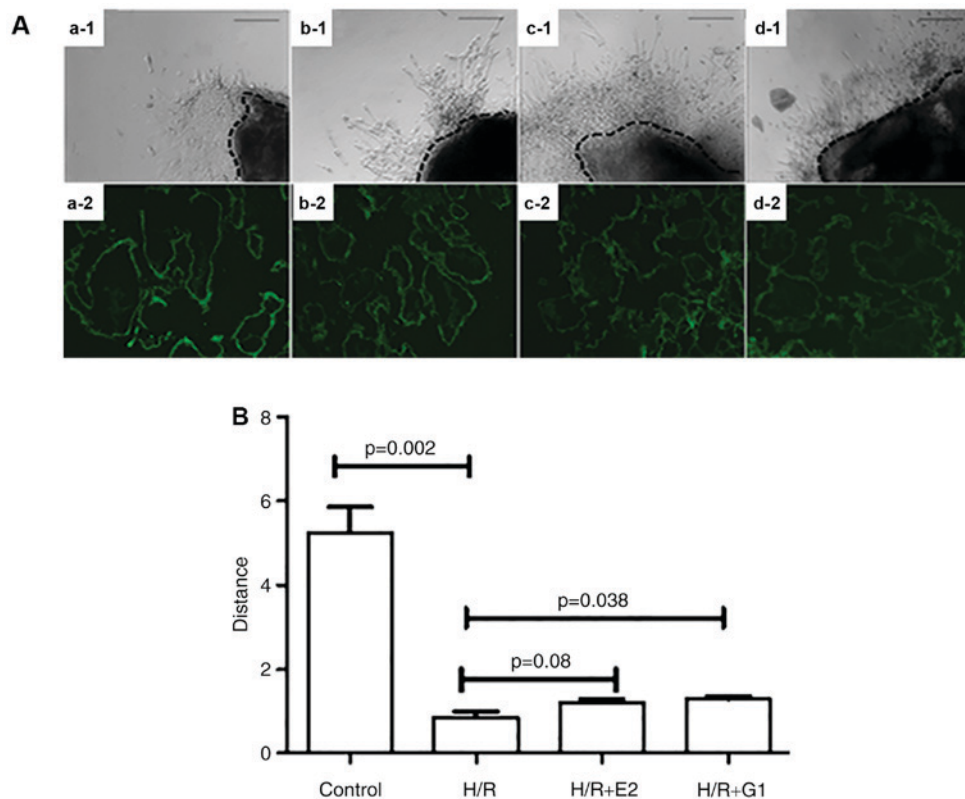 A
a-1
b-1
c-1
d-1
a-2
b-2
c-2
d-2
B
8
p=0.002
6
Distance
4
p=0.038
p=0.08
2
0
Control H/R H/R+E2 H/R+G1